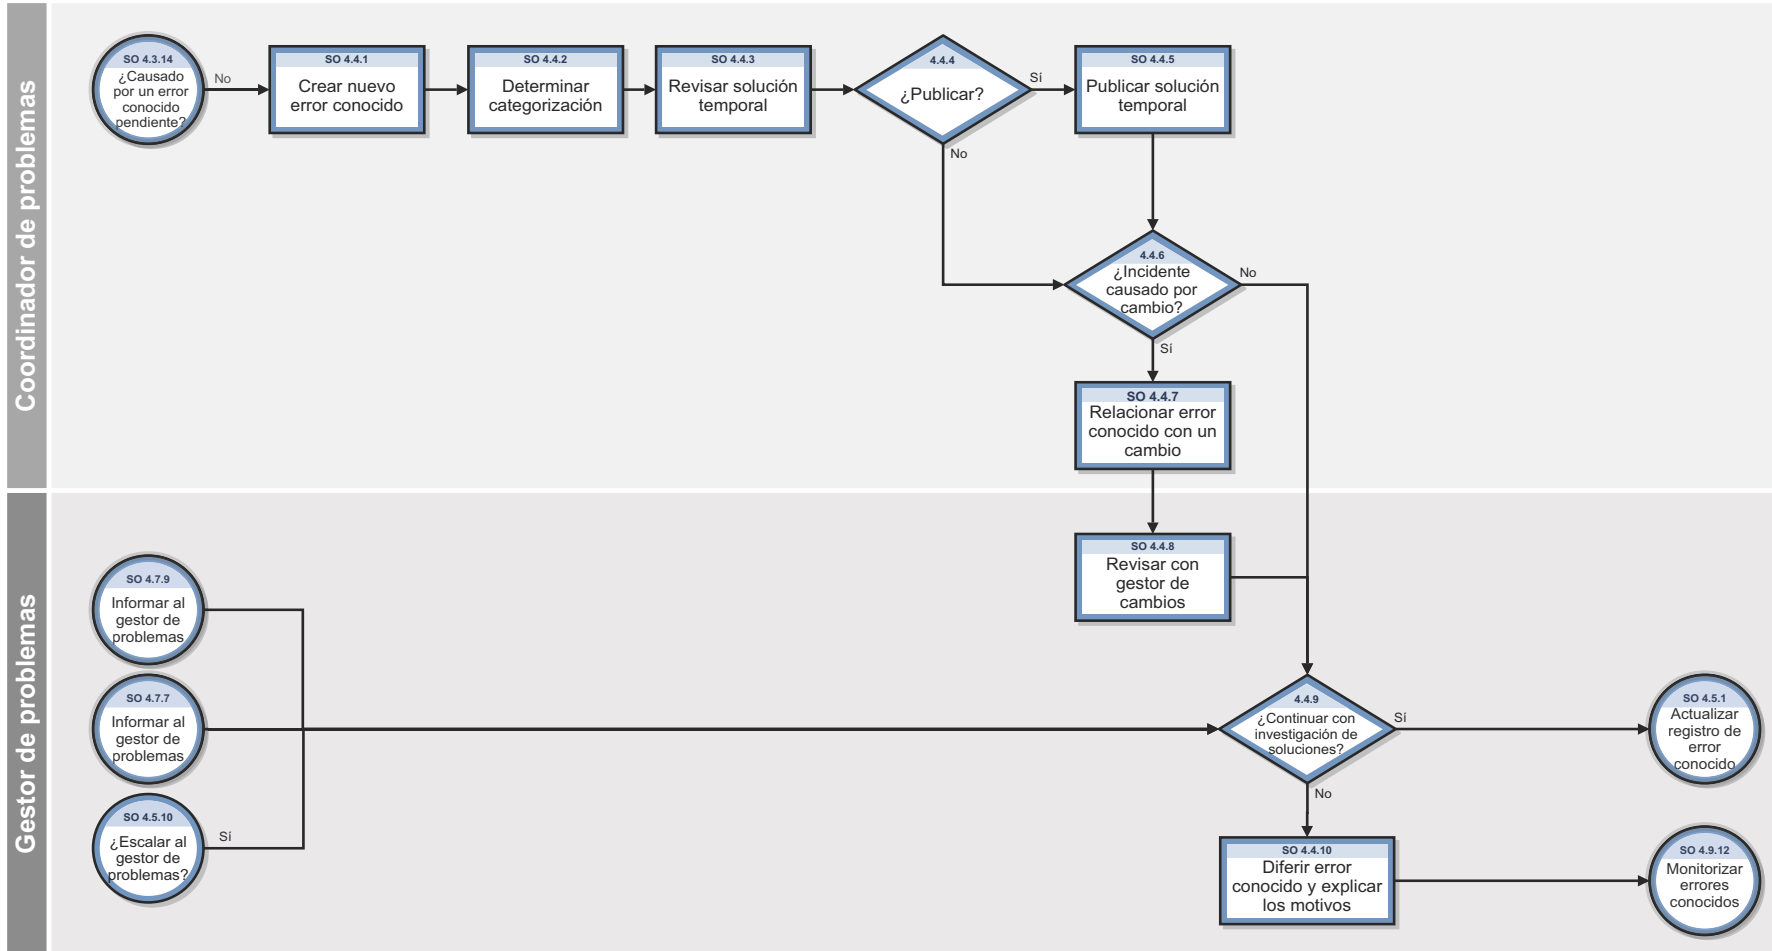 Coordinador de problemas
SO 4.3.14
¿Causado
por un error
conocido
pendiente?
No
SO 4.4.1
Crear nuevo
error conocido
SO 4.4.2
Determinar
categorización
SO 4.4.3
Revisar solución
temporal
4.4.4
¿Publicar?
Sí
No
SO 4.4.5
Publicar solución
temporal
4.4.6
¿Incidente
causado por
cambio?
No
Sí
SO 4.4.7
Relacionar error
conocido con un
cambio
Gestor de problemas
SO 4.4.8
Revisar con
gestor de
cambios
SO 4.7.9
Informar al
gestor de
problemas
SO 4.7.7
Informar al
gestor de
problemas
SO 4.5.10
¿Escalar al
gestor de
problemas?
Sí
4.4.9
¿Continuar con
investigación de
soluciones?
Sí
No
SO 4.5.1
Actualizar
registro de
error
conocido
SO 4.4.10
Diferir error
conocido y explicar
los motivos
SO 4.9.12
Monitorizar
errores
conocidos